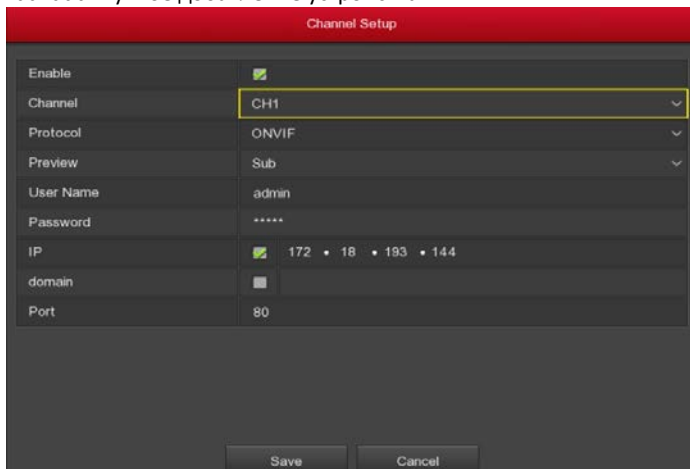 Channel Setup
Enable
Channel CH1
Protocol ONVIF
Preview Sub
User Name admin
Password *****
IP 172 • 18 • 193 • 144
domain
Port 80
Save Cancel